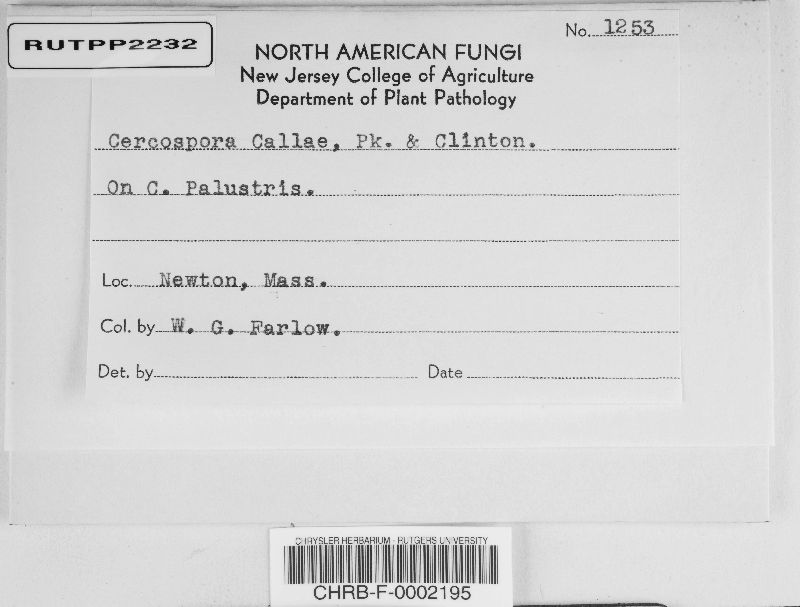 RUTPP2232
No. 1253
NORTH AMERICAN FUNGI
New Jersey College of Agriculture
Department of Plant Pathology
Cercospora Callae, Pk. & Clinton.
On C. Palustris.
Loc. Newton, Mass.
Col. by W. G. Farlow.
Det. by Date
CHRYSLER HERBARIUM - RUTGERS UNIVERSITY
CHRB-F-0002195